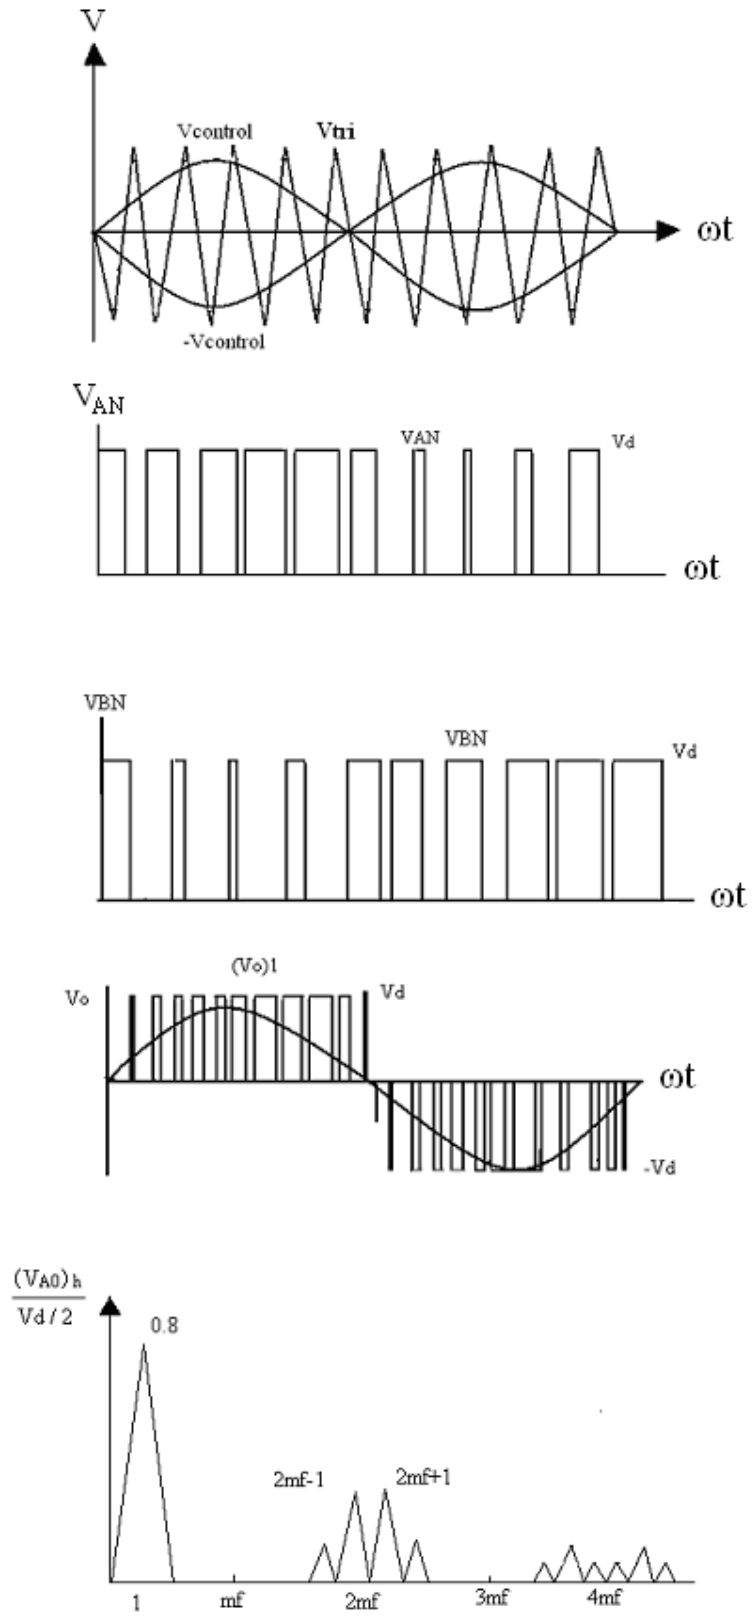 V
Vcontrol Vtri
ωt
-Vcontrol
VAN
VAN Vd
ωt
VBN
VBN Vd
ωt
(Vo)1
Vo Vd
ωt
-Vd
(VA0)h
Vd / 2
0.8
2mf-1 2mf+1
1 mf 2mf 3mf 4mf